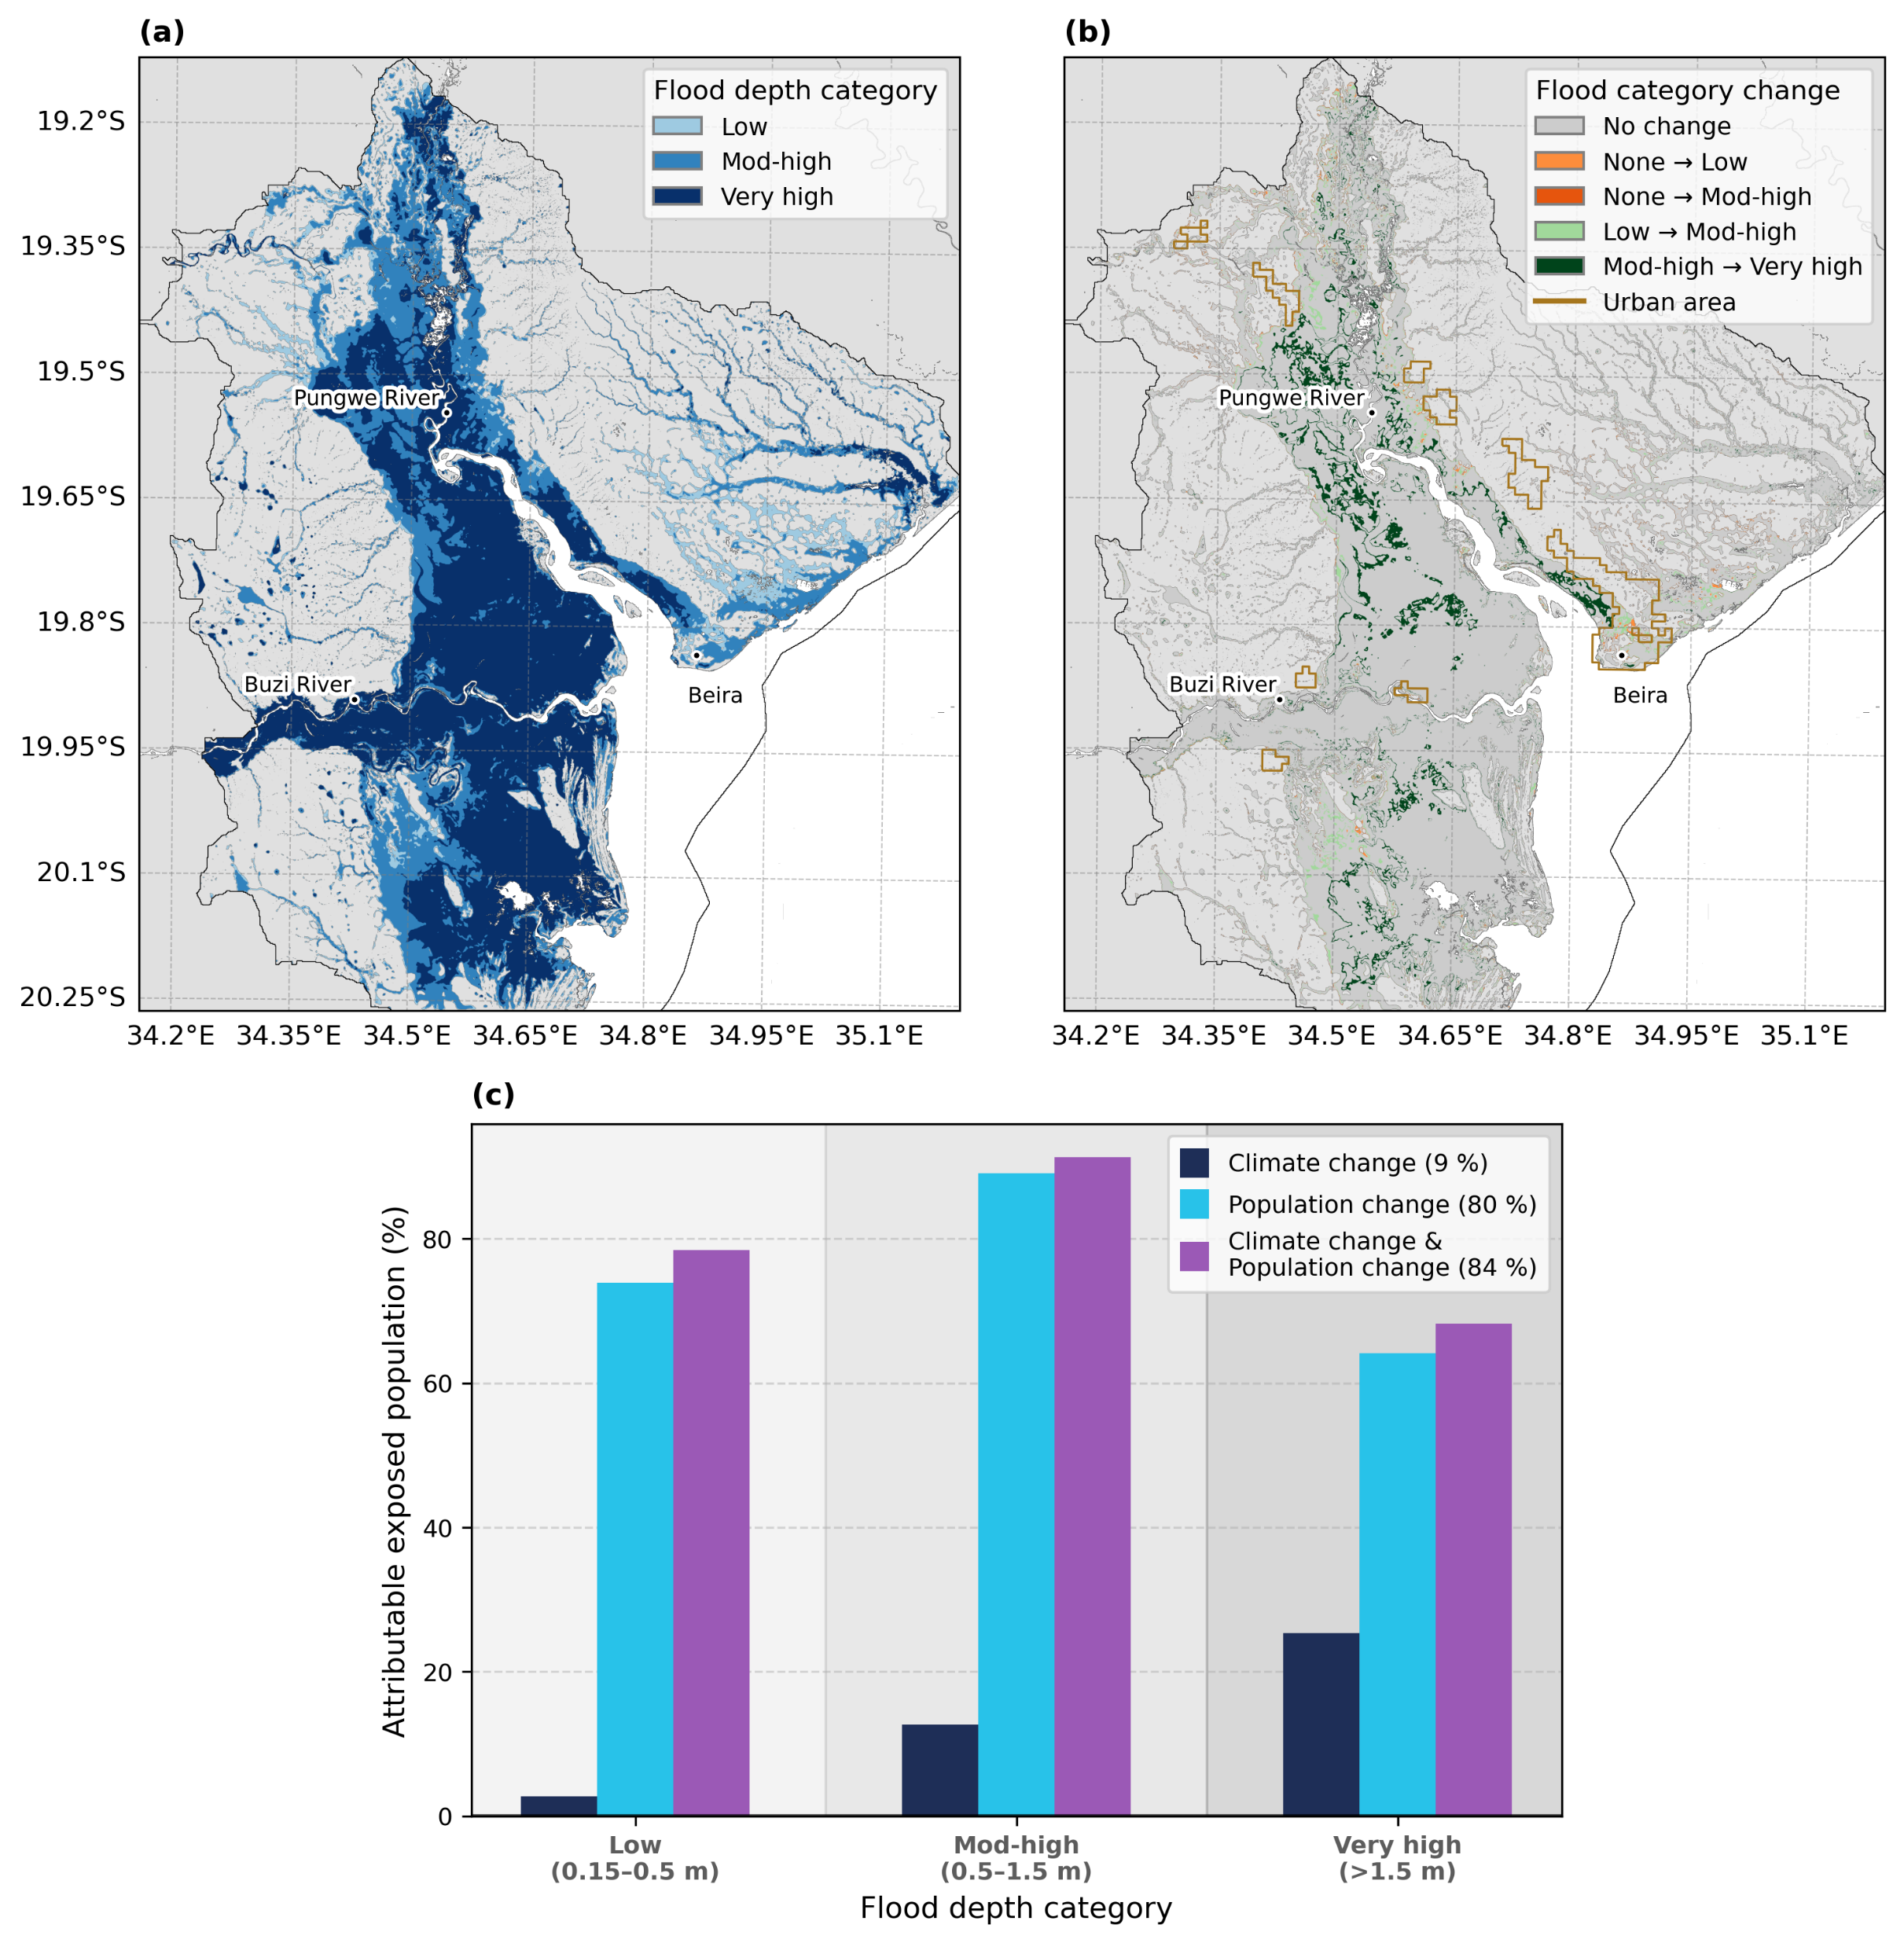 (a)
Flood depth category
Low
Mod-high
Very high
19.2°S
19.35°S
19.5°S
19.65°S
19.8°S
19.95°S
20.1°S
20.25°S
Pungwe River
Buzi River
Beira
34.2°E 34.35°E 34.5°E 34.65°E 34.8°E 34.95°E 35.1°E
(b)
Flood category change
No change
None → Low
None → Mod-high
Low → Mod-high
Mod-high → Very high
Urban area
Pungwe River
Buzi River
Beira
34.2°E 34.35°E 34.5°E 34.65°E 34.8°E 34.95°E 35.1°E
(c)
Attributable exposed population (%)
80
60
40
20
0
Climate change (9 %)
Population change (80 %)
Climate change &
Population change (84 %)
Low
(0.15–0.5 m)
Mod-high
(0.5–1.5 m)
Very high
(>1.5 m)
Flood depth category